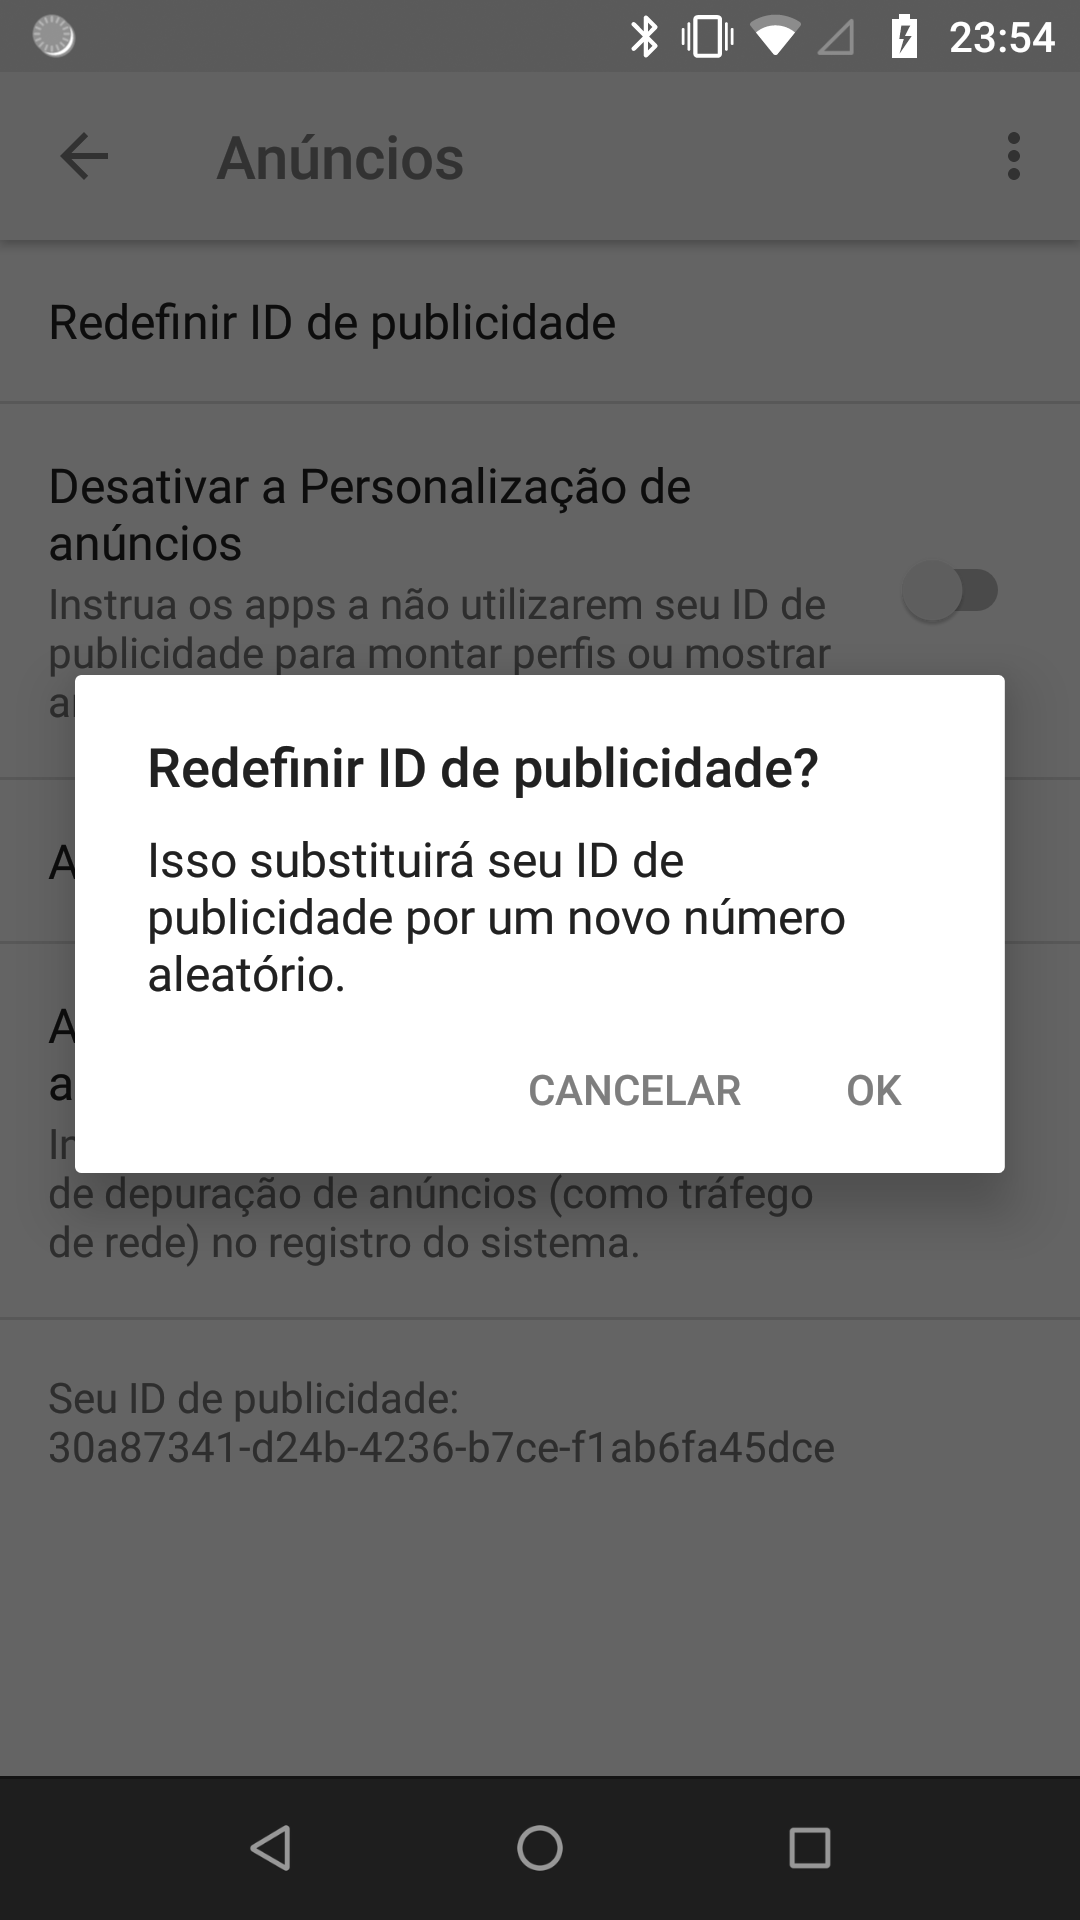 23:54
Anúncios
Redefinir ID de publicidade
Desativar a Personalização de
anúncios
Instrua os apps a não utilizarem seu ID de
publicidade para montar perfis ou mostrar
Redefinir ID de publicidade?
Isso substituirá seu ID de
publicidade por um novo número
aleatório.
CANCELAR OK
de depuração de anúncios (como tráfego
de rede) no registro do sistema.
Seu ID de publicidade:
30a87341-d24b-4236-b7ce-f1ab6fa45dce